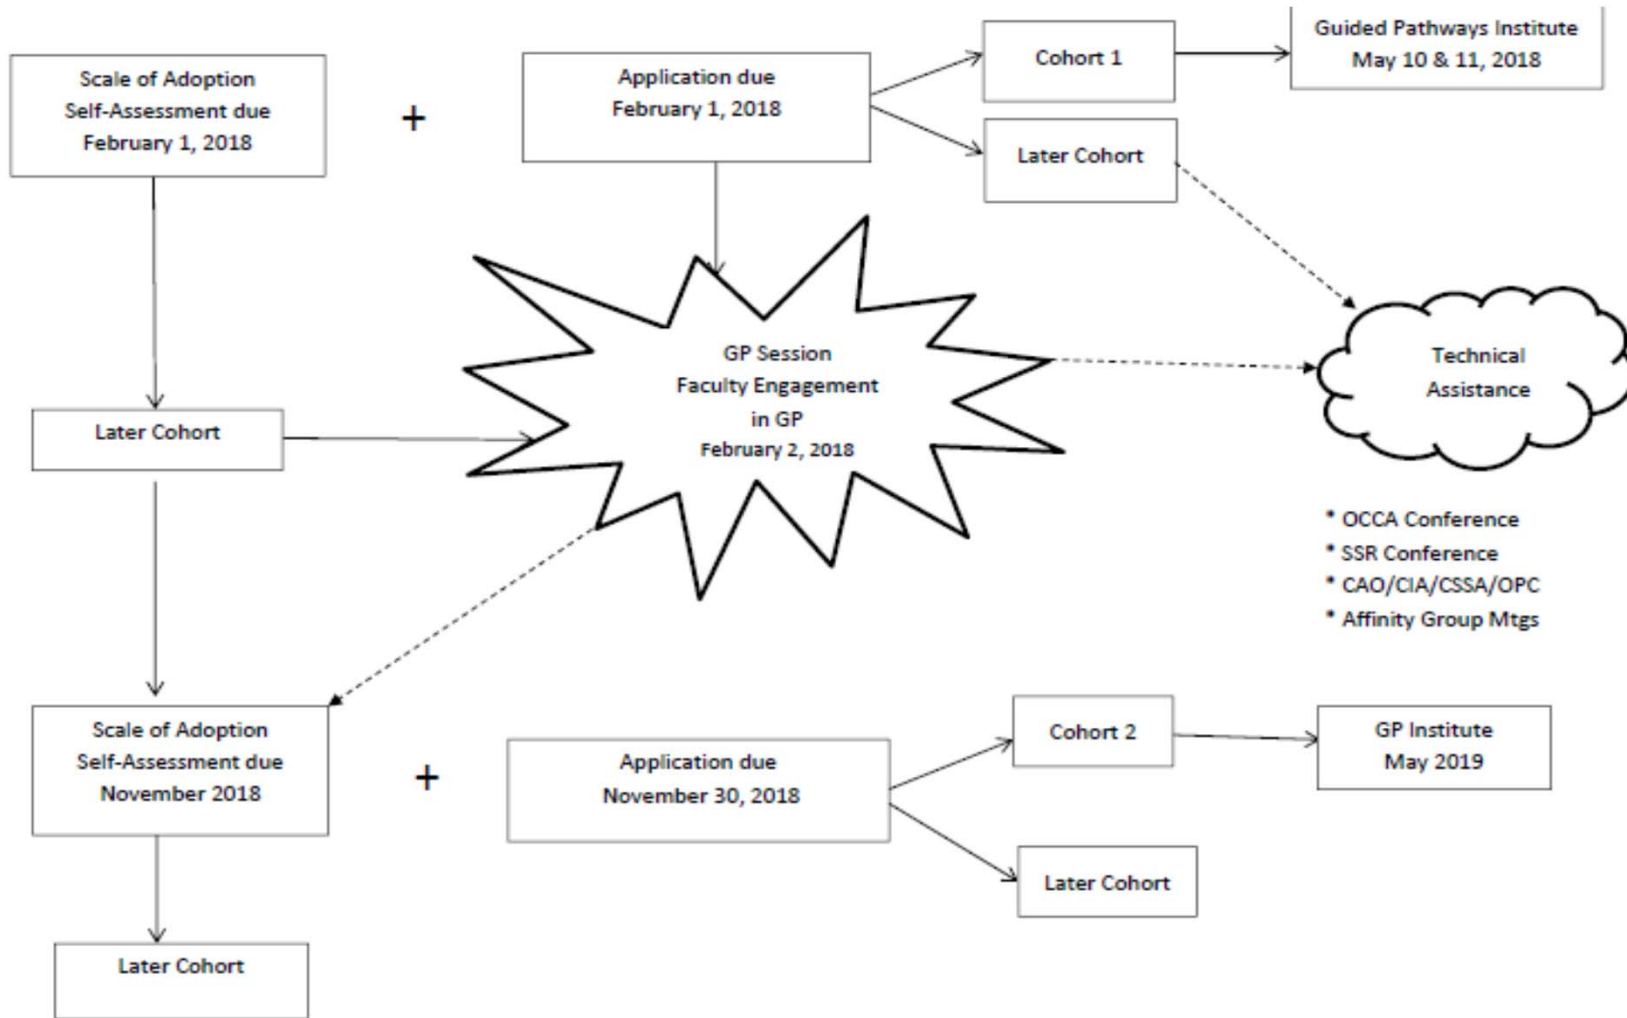 Scale of Adoption
Self-Assessment due
February 1, 2018
+
Application due
February 1, 2018
Cohort 1
Guided Pathways Institute
May 10 & 11, 2018
Later Cohort
GP Session
Faculty Engagement
in GP
February 2, 2018
Technical
Assistance
Later Cohort
* OCCA Conference
* SSR Conference
* CAO/CIA/CSSA/OPC
* Affinity Group Mtgs
Scale of Adoption
Self-Assessment due
November 2018
+
Application due
November 30, 2018
Cohort 2
GP Institute
May 2019
Later Cohort
Later Cohort